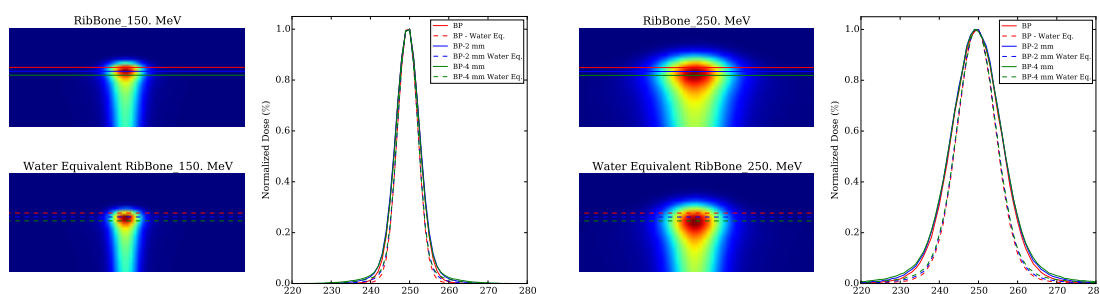 RibBone_150. MeV
Water Equivalent RibBone_150. MeV
Normalized Dose (%)
1.0
0.8
0.6
0.4
0.2
0.0
220 230 240 250 260 270 280
BP
BP - Water Eq.
BP-2 mm
BP-2 mm Water Eq.
BP-4 mm
BP-4 mm Water Eq.
RibBone_250. MeV
Water Equivalent RibBone_250. MeV
Normalized Dose (%)
1.0
0.8
0.6
0.4
0.2
0.0
220 230 240 250 260 270 280
BP
BP - Water Eq.
BP-2 mm
BP-2 mm Water Eq.
BP-4 mm
BP-4 mm Water Eq.